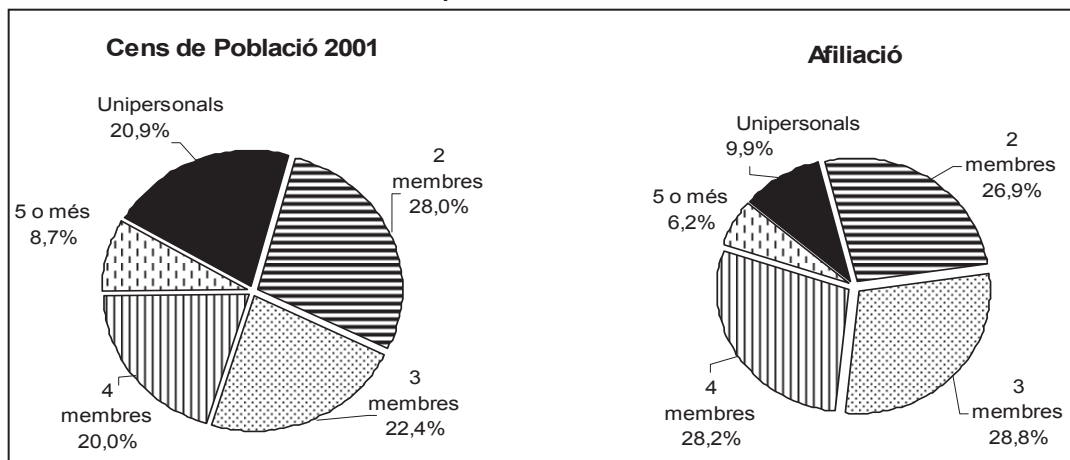 Cens de Població 2001
Unipersonals
20,9%
2
membres
28,0%
5 o més
8,7%
4
membres
20,0%
3
membres
22,4%
Afiliació
Unipersonals
9,9%
2
membres
26,9%
5 o més
6,2%
4
membres
28,2%
3
membres
28,8%